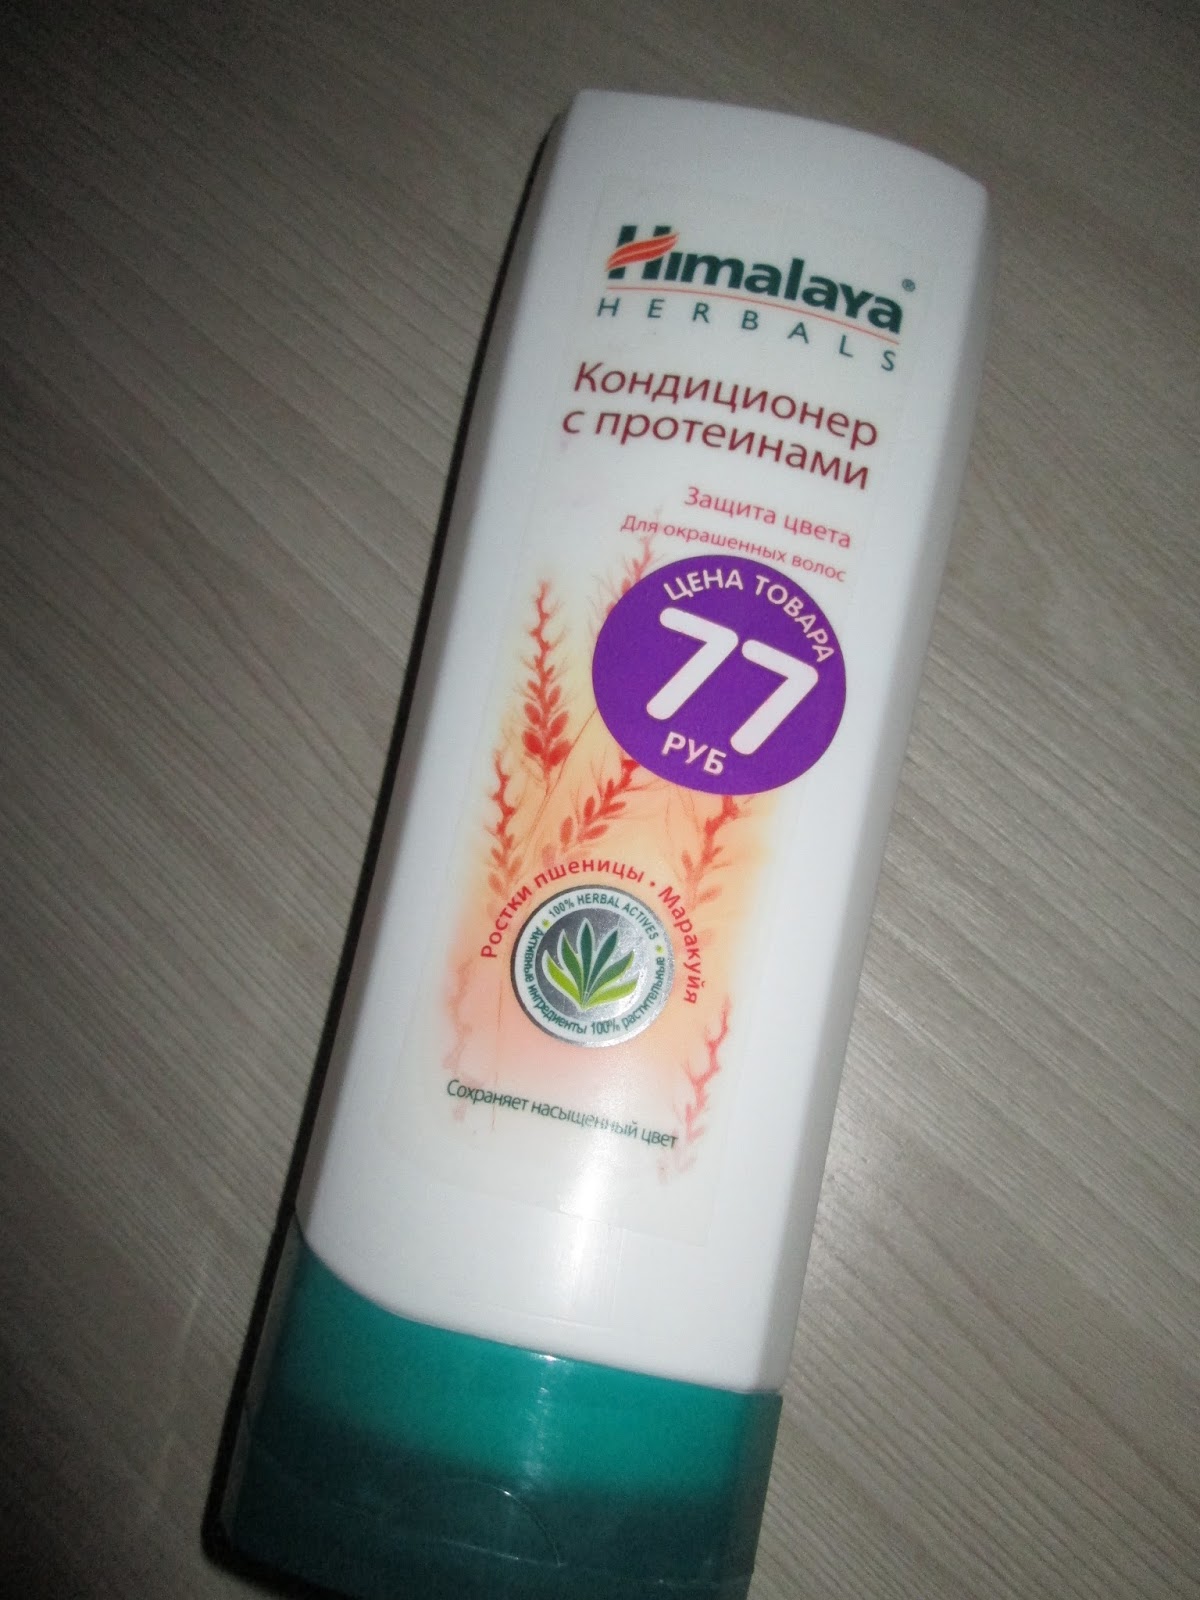 Himalaya®
HERBALS
Кондиционер
с протеинами
Защита цвета
Для окрашенных волос
ЦЕНА ТОВАРА
77
РУБ
Ростки пшеницы • Маракуйя
100% HERBAL ACTIVES
Активные ингредиенты 100% растительные
Сохраняет насыщенный цвет